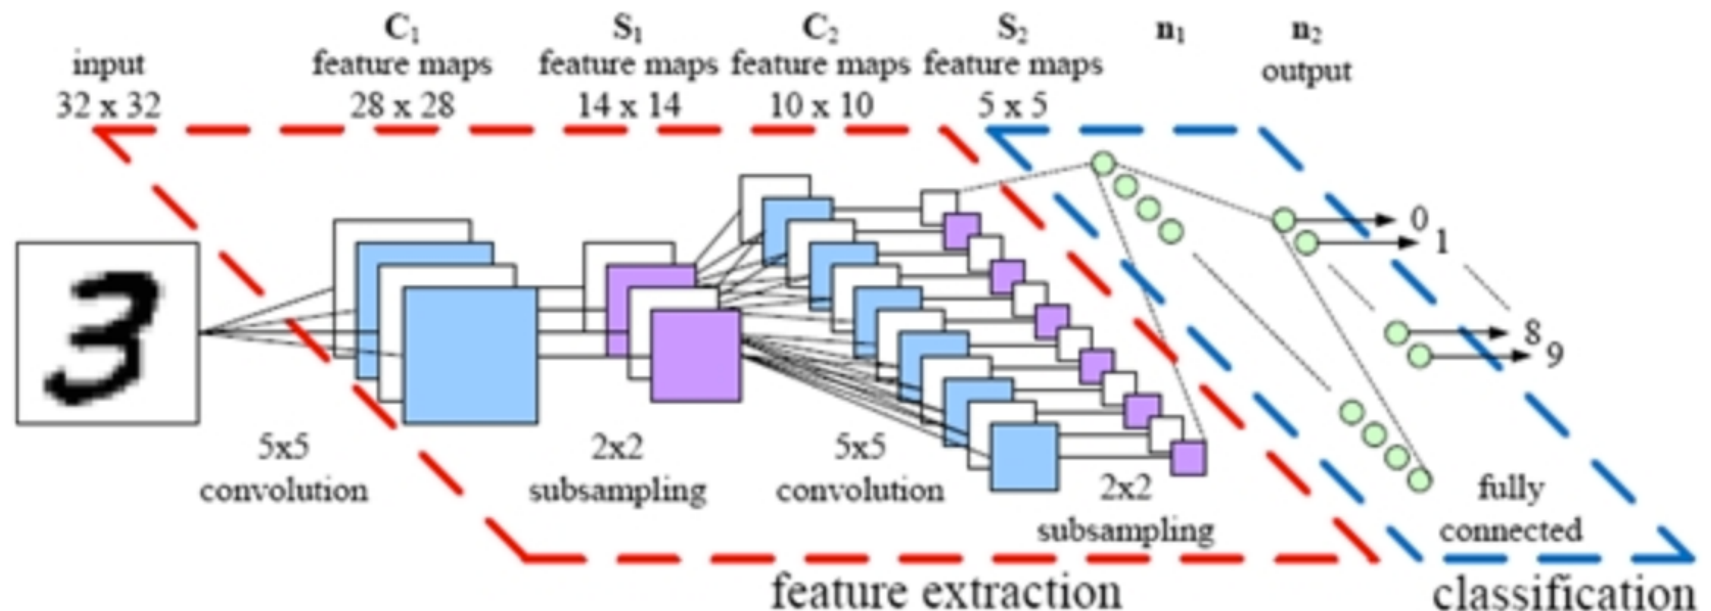 C₁
S₁
C₂
S₂
n₁
n₂
input
feature maps
feature maps
feature maps
feature maps
output
32 x 32
28 x 28
14 x 14
10 x 10
5 x 5
3
0
1
8
9
5x5
convolution
2x2
subsampling
5x5
convolution
2x2
subsampling
fully
connected
feature extraction
classification